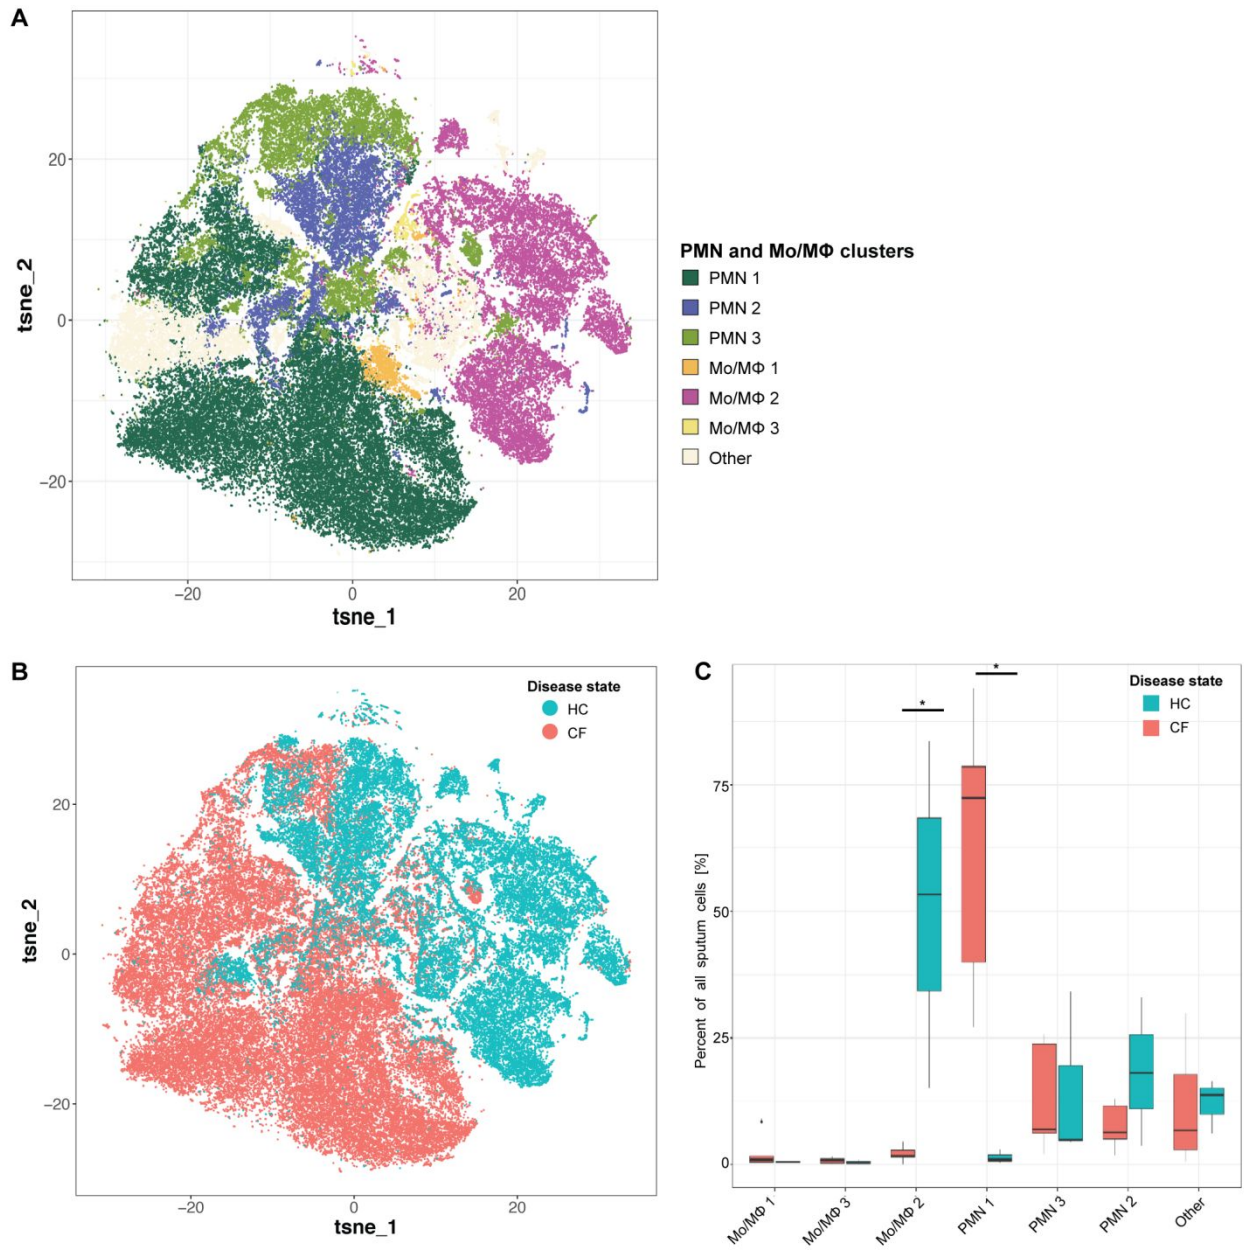 A
20
0
−20
tsne_2
−20
0
20
tsne_1
PMN and Mo/MΦ clusters
PMN 1
PMN 2
PMN 3
Mo/MΦ 1
Mo/MΦ 2
Mo/MΦ 3
Other
B
Disease state
HC
CF
20
0
−20
tsne_2
−20
0
20
tsne_1
C
*
*
Disease state
HC
CF
75
50
25
0
Percent of all sputum cells [%]
Mo/MΦ 1
Mo/MΦ 3
Mo/MΦ 2
PMN 1
PMN 3
PMN 2
Other